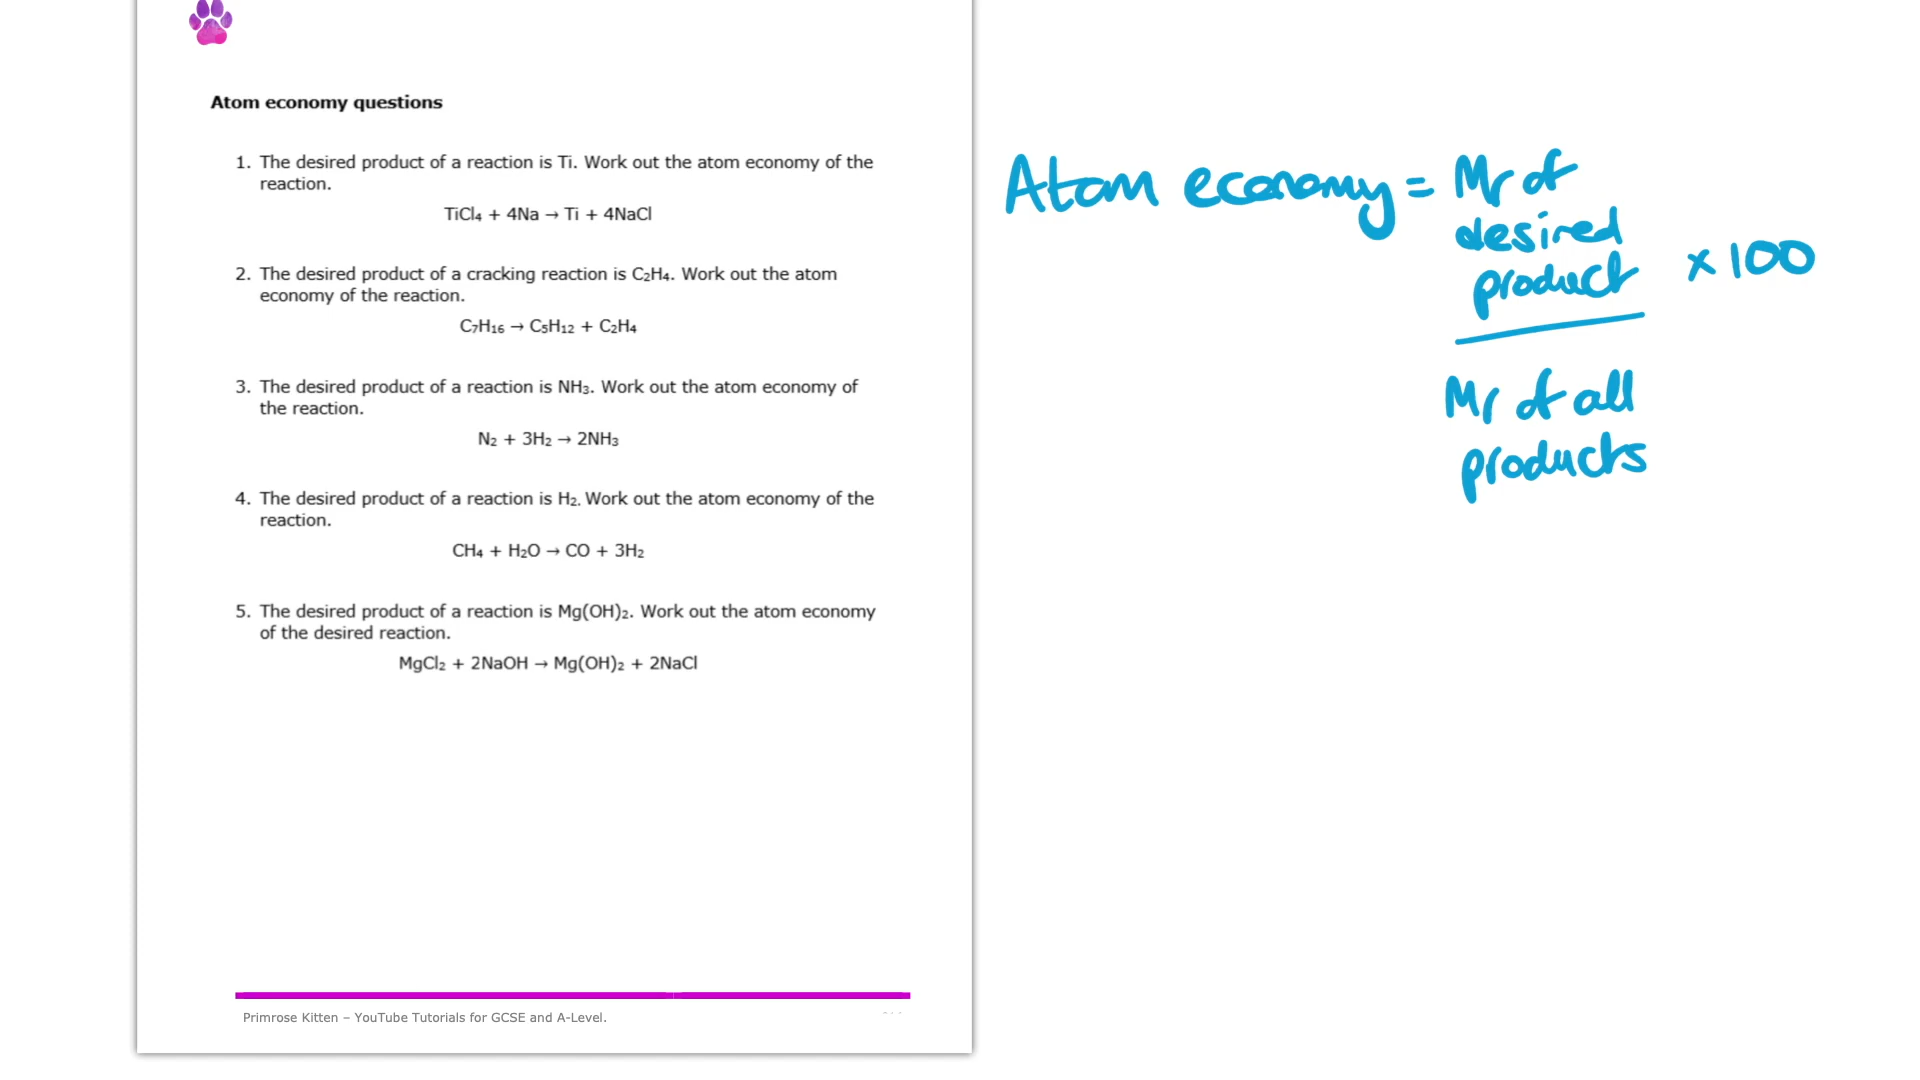 Atom economy questions
1. The desired product of a reaction is Ti. Work out the atom economy of the
reaction.
TiCl₄ + 4Na → Ti + 4NaCl
2. The desired product of a cracking reaction is C₂H₄. Work out the atom
economy of the reaction.
C₇H₁₆ → C₅H₁₂ + C₂H₄
3. The desired product of a reaction is NH₃. Work out the atom economy of
the reaction.
N₂ + 3H₂ → 2NH₃
4. The desired product of a reaction is H₂. Work out the atom economy of the
reaction.
CH₄ + H₂O → CO + 3H₂
5. The desired product of a reaction is Mg(OH)₂. Work out the atom economy
of the desired reaction.
MgCl₂ + 2NaOH → Mg(OH)₂ + 2NaCl
Primrose Kitten – YouTube Tutorials for GCSE and A-Level.
Atom economy = Mr of
desired
product × 100
Mr of all
products